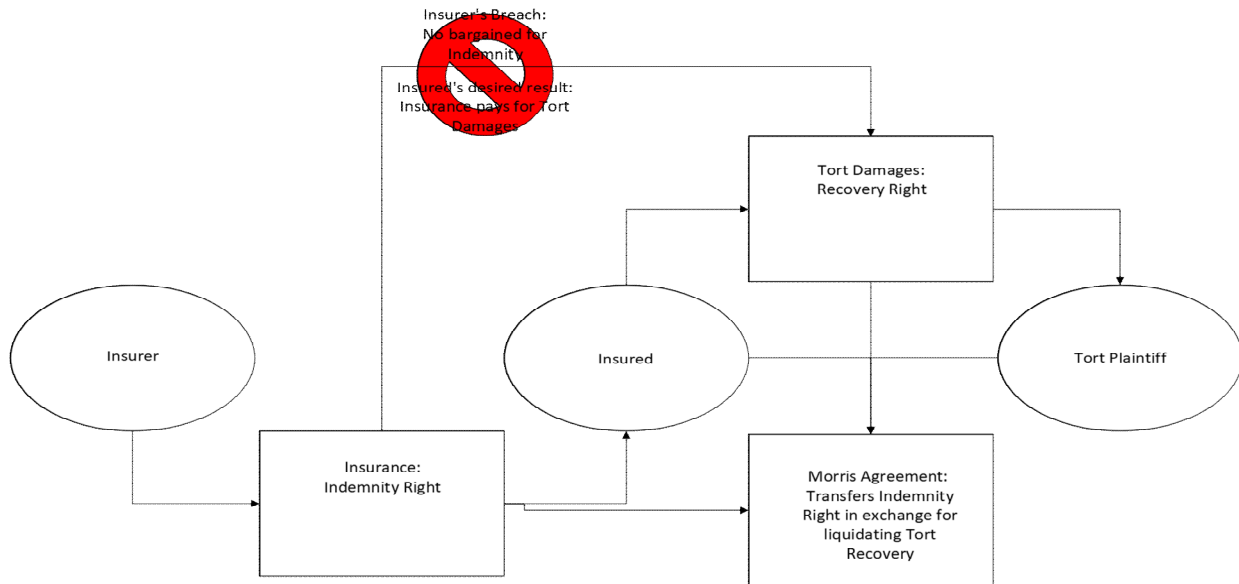 Insurer's Breach:
No bargained for
Indemnity
Insured's desired result:
Insurance pays for Tort
Damages
Tort Damages:
Recovery Right
Insurer
Insured
Tort Plaintiff
Insurance:
Indemnity Right
Morris Agreement:
Transfers Indemnity
Right in exchange for
liquidating Tort
Recovery